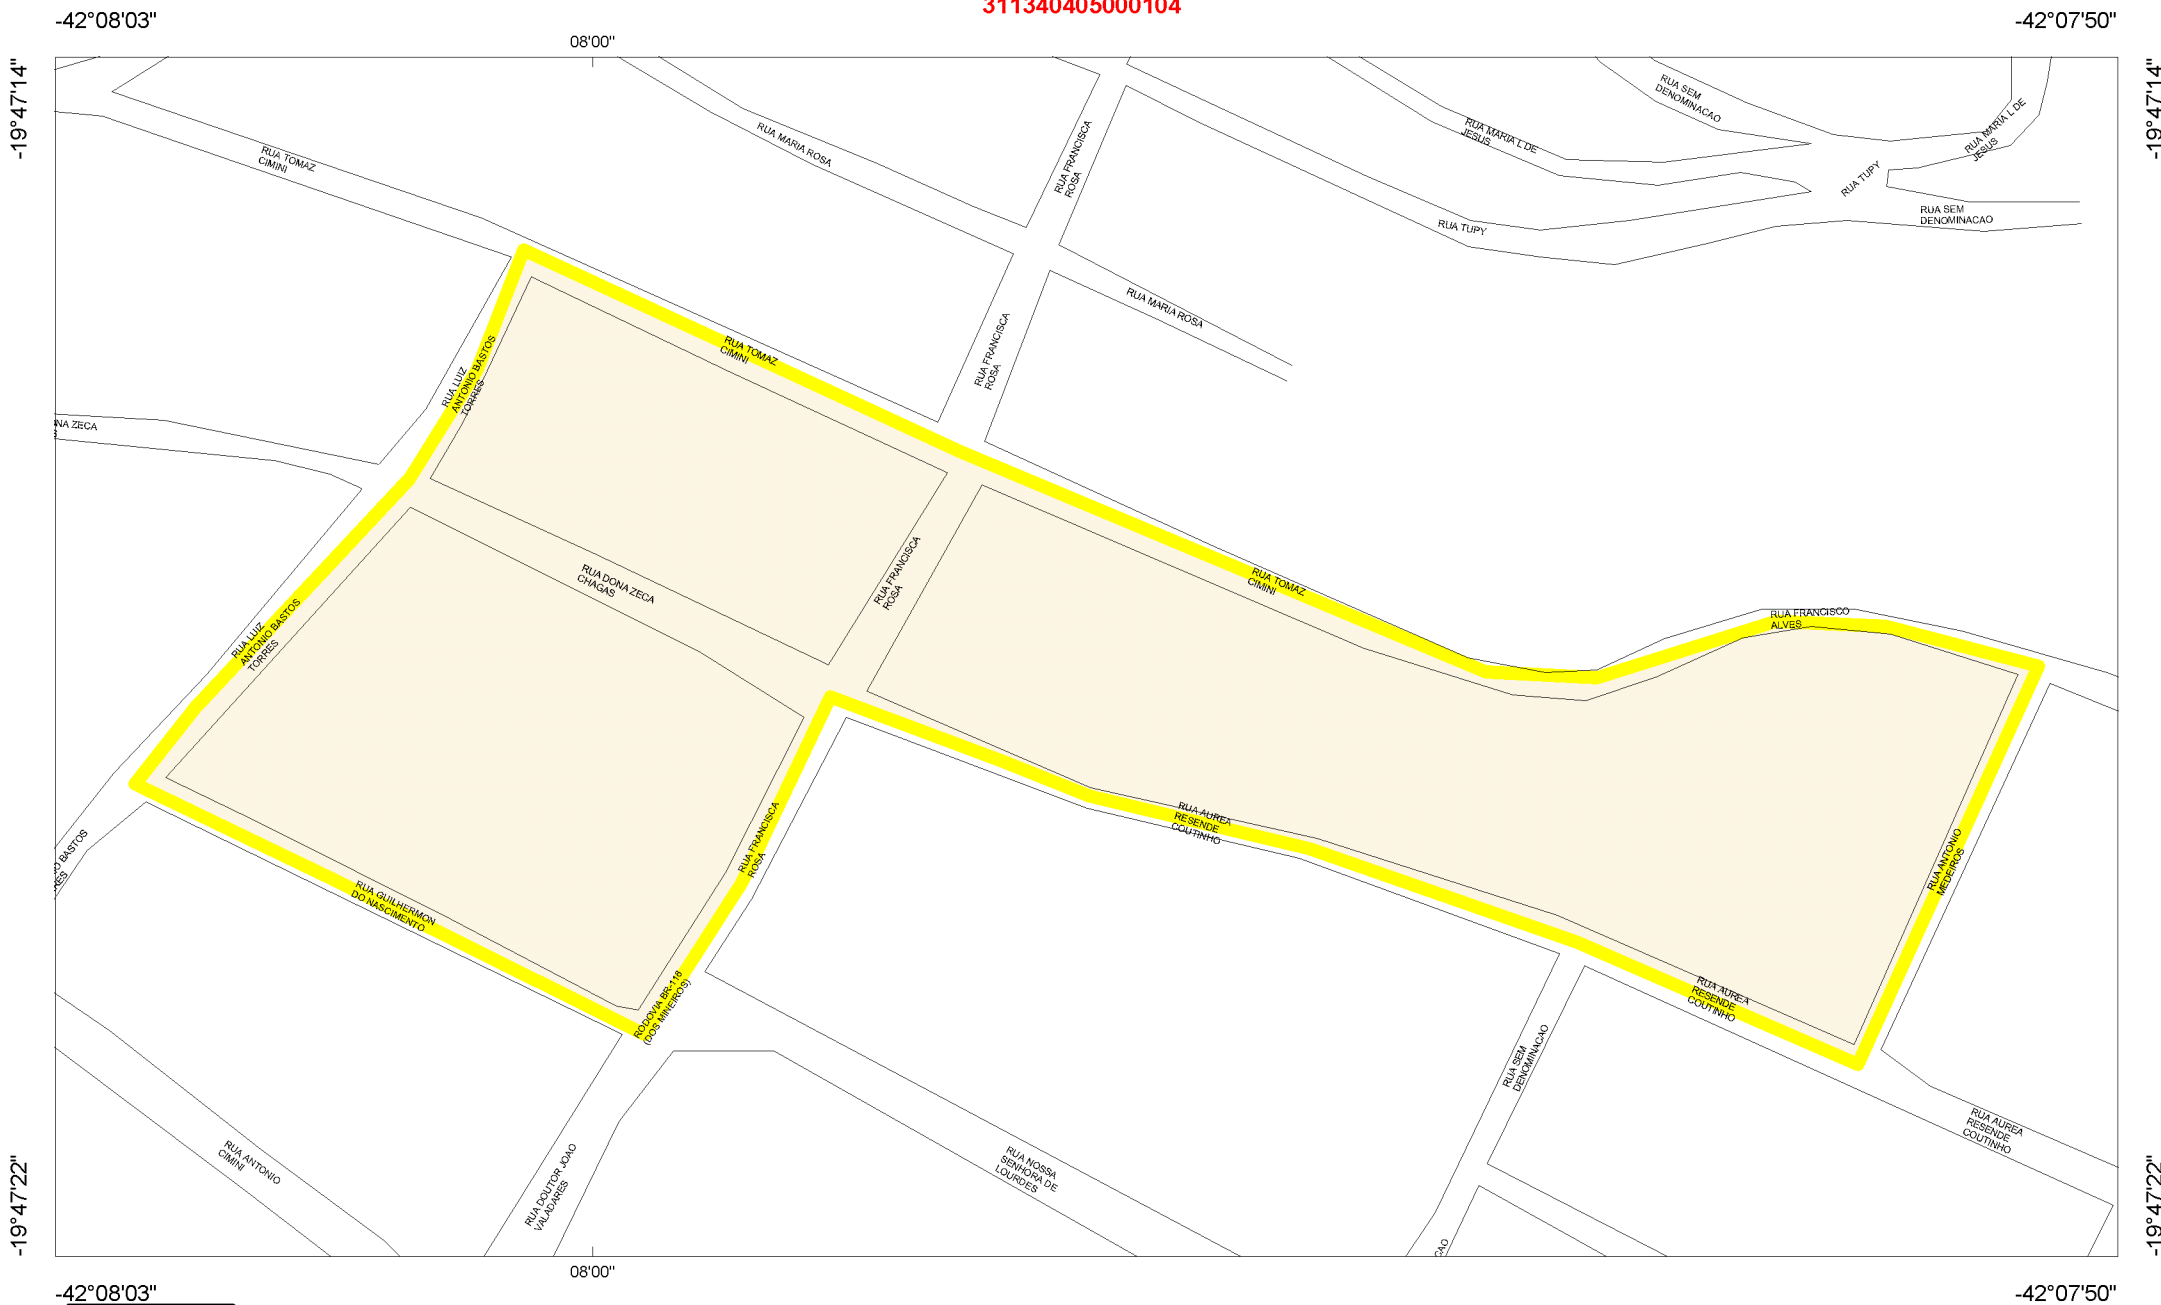 311340405000104
-42°08'03"
-42°07'50"
08'00"
-19°47'14"
-19°47'14"
RUA SEM
DENOMINACAO
RUA MARIA ROSA
RUA FRANCISCA
ROSA
RUA MARIA L DE
JESUS
RUA MARIA L DE
JESUS
RUA TOMAZ
CIMINI
RUA TUPY
RUA SEM
DENOMINACAO
RUA TUPY
RUA MARIA ROSA
RUA FRANCISCA
ROSA
RUA TOMAZ
CIMINI
RUA LUIZ
ANTONIO BASTOS
TORRES
NA ZECA
S
RUA DONA ZECA
CHAGAS
RUA FRANCISCA
ROSA
RUA TOMAZ
CIMINI
RUA FRANCISCO
ALVES
RUA LUIZ
ANTONIO BASTOS
TORRES
RUA AUREA
RESENDE
COUTINHO
RUA FRANCISCA
ROSA
O BASTOS
RES
RUA ANTONIO
MEDEIROS
RUA GUILHERMON
DO NASCIMENTO
RODOVIA BR-116
(DOS MINEIROS)
RUA AUREA
RESENDE
COUTINHO
RUA SEM
DENOMINACAO
RUA AUREA
RESENDE
COUTINHO
RUA ANTONIO
CIMINI
RUA DOUTOR JOAO
VALADARES
RUA NOSSA
SENHORA DE
LOURDES
CAO
-19°47'22"
-19°47'22"
08'00"
-42°08'03"
-42°07'50"